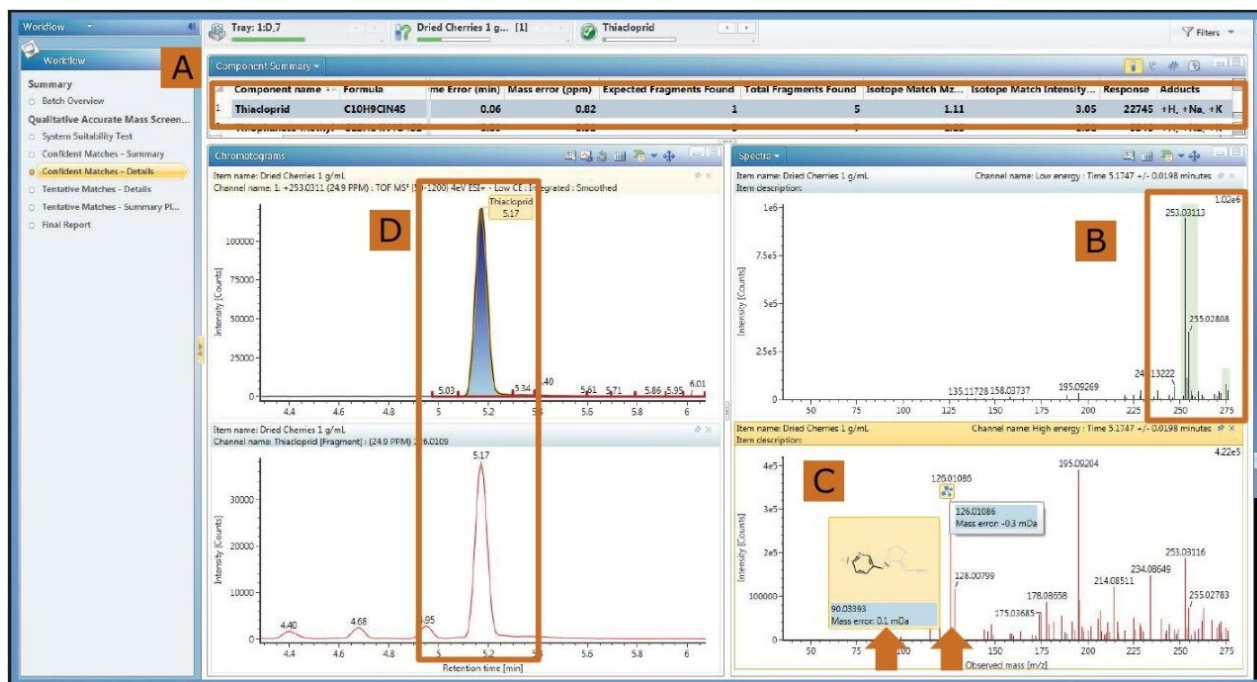 Workflow
Tray: 1:D,7
Dried Cherries 1 g... [1]
Thiacloprid
Filters
Workflow
A
Summary
Batch Overview
Qualitative Accurate Mass Screen...
System Suitability Test
Confident Matches - Summary
Confident Matches - Details
Tentative Matches - Details
Tentative Matches - Summary Pl...
Final Report
Component Summary
Component name Formula me Error (min) Mass error (ppm) Expected Fragments Found Total Fragments Found Isotope Match Mz... Isotope Match Intensity... Response Adducts
1 Thiacloprid C10H9ClN4S 0.06 0.82 1 5 1.11 3.05 22745 +H, +Na, +K
Chromatograms
Item name: Dried Cherries 1 g/mL
Channel name: 1: +253.0311 (24.9 PPM) : TOF MSᴱ (50-1200) 4eV ESI+ - Low CE : Integrated : Smoothed
D
Thiacloprid
5.17
Intensity [Counts]
100000
75000
50000
25000
0
5.03 5.34 5.61 5.71 5.86 5.95 6.01
4.4 4.6 4.8 5 5.2 5.4 5.6 5.8 6
Item name: Dried Cherries 1 g/mL
Channel name: Thiacloprid [Fragment] : (24.9 PPM)
5.17
Intensity [Counts]
30000
20000
10000
0
4.40 4.68
4.4 4.6 4.8 5 5.2 5.4 5.6 5.8 6
Retention time [min]
Spectra
Item name: Dried Cherries 1 g/mL Channel name: Low energy : Time 5.1747 +/- 0.0198 minutes
Item description:
1.02e6
B
Intensity [Counts]
1e6
7.5e5
5e5
2.5e5
0
253.03113
255.02808
135.11728 158.03737 195.09269
50 75 100 125 150 175 200 225 250 275
m/z
Item name: Dried Cherries 1 g/mL Channel name: High energy : Time 5.1747 +/- 0.0198 minutes
Item description:
4.22e5
C
Intensity [Counts]
4e5
3e5
2e5
100000
0
126.01086
195.09204
126.01086
Mass error: -0.3 mDa
128.00799
253.03116
234.08649
214.08511
178.08658
175.03685
255.02783
90.03393
Mass error: 0.1 mDa
50 75 100 150 175 200 225 250 275
Observed mass [m/z]